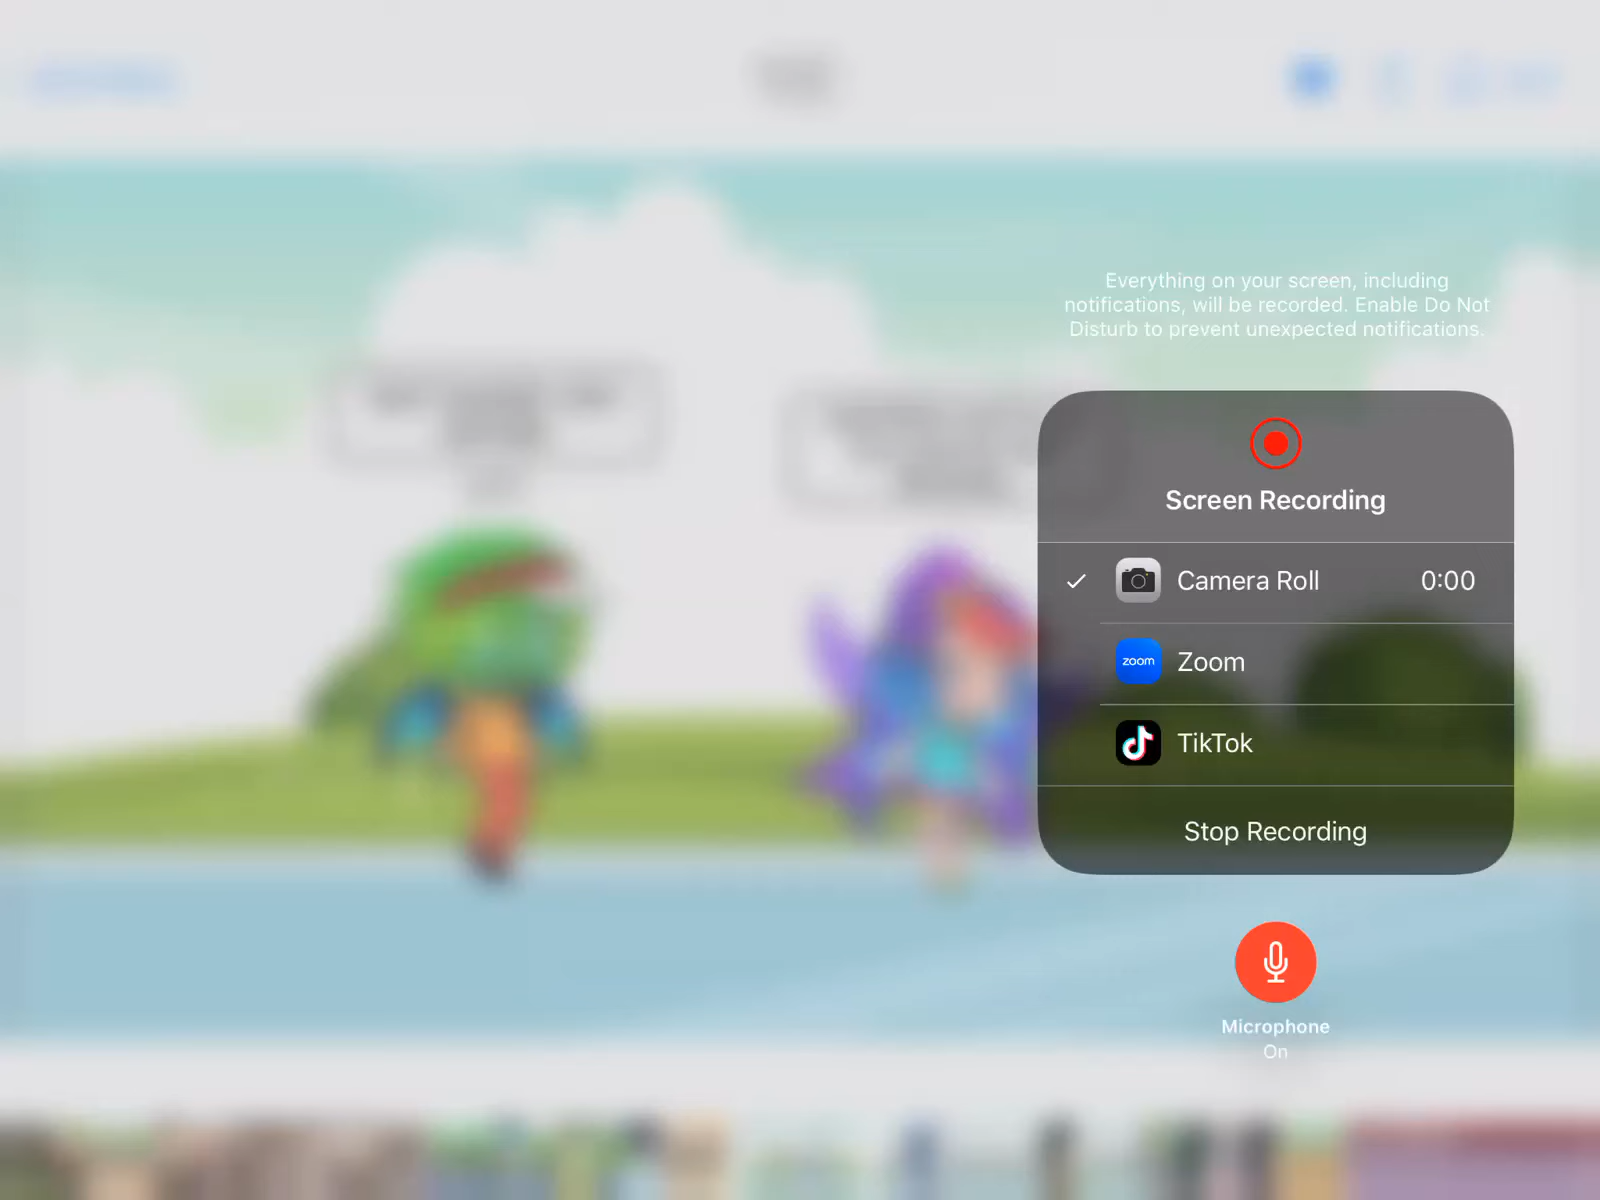 Everything on your screen, including
notifications, will be recorded. Enable Do Not
Disturb to prevent unexpected notifications.
Screen Recording
Camera Roll 0:00
zoom Zoom
TikTok
Stop Recording
Microphone
On